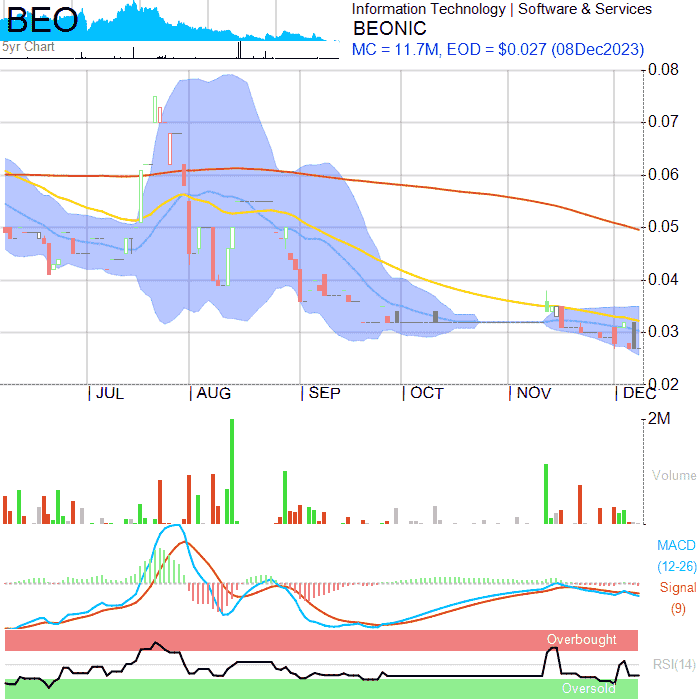 BEO
5yr Chart
Information Technology | Software & Services
BEONIC
MC = 11.7M, EOD = $0.027 (08Dec2023)
0.08
0.07
0.06
0.05
0.04
0.03
0.02
JUL AUG SEP OCT NOV DEC
2M
Volume
MACD
(12-26)
Signal
(9)
Overbought
RSI(14)
Oversold